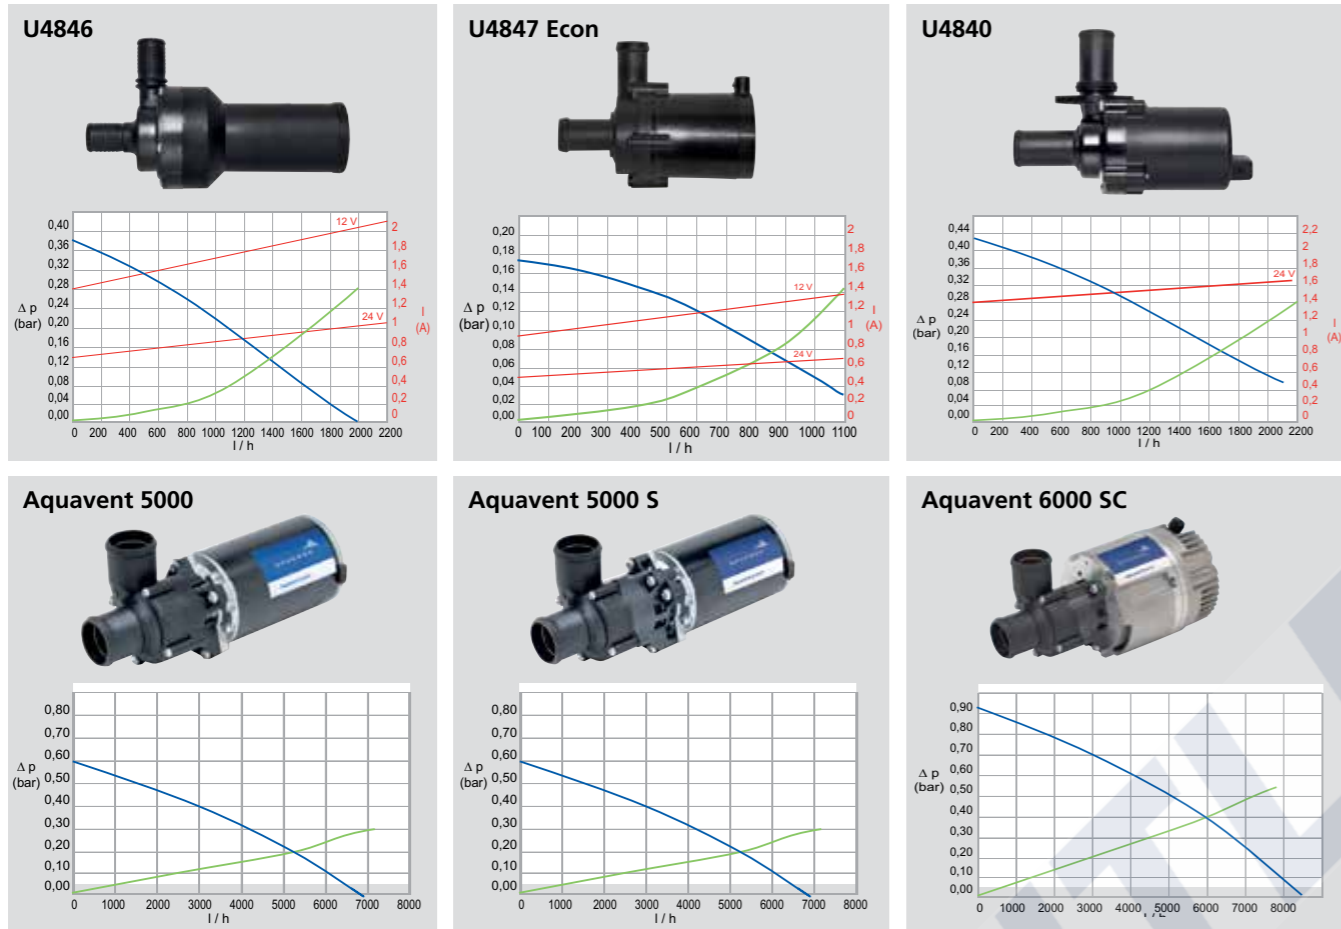 U4846
U4847 Econ
U4840
0,40
0,36
0,32
0,28
0,20
0,16
0,12
0,08
0,04
0,00
Δ p
(bar)
12 V
24 V
2
1,8
1,6
1,4
1,2
1
0,8
0,6
0,4
0,2
0
I
(A)
0 200 400 600 800 1000 1200 1400 1600 1800 2000 2200
l / h
0,20
0,18
0,16
0,14
0,12
0,10
0,08
0,06
0,04
0,02
0,00
Δ p
(bar)
12 V
24 V
2
1,8
1,6
1,4
1,2
1
0,8
0,6
0,4
0,2
0
I
(A)
0 100 200 300 400 500 600 700 800 900 1000 1100
l / h
0,44
0,40
0,36
0,32
0,28
0,24
0,20
0,16
0,12
0,08
0,04
0,00
Δ p
(bar)
24 V
2,2
2
1,8
1,6
1,4
1,2
1
0,8
0,6
0,4
0,2
0
I
(A)
0 200 400 600 800 1000 1200 1400 1600 1800 2000 2200
l / h
Aquavent 5000
Aquavent 5000 S
Aquavent 6000 SC
0,80
0,70
0,60
0,50
0,40
0,30
0,20
0,10
0,00
Δ p
(bar)
0 1000 2000 3000 4000 5000 6000 7000 8000
l / h
0,80
0,70
0,60
0,50
0,40
0,30
0,20
0,10
0,00
Δ p
(bar)
0 1000 2000 3000 4000 5000 6000 7000 8000
l / h
0,90
0,80
0,70
0,60
0,50
0,40
0,30
0,20
0,10
0,00
Δ p
(bar)
0 1000 2000 3000 4000 5000 6000 7000 8000